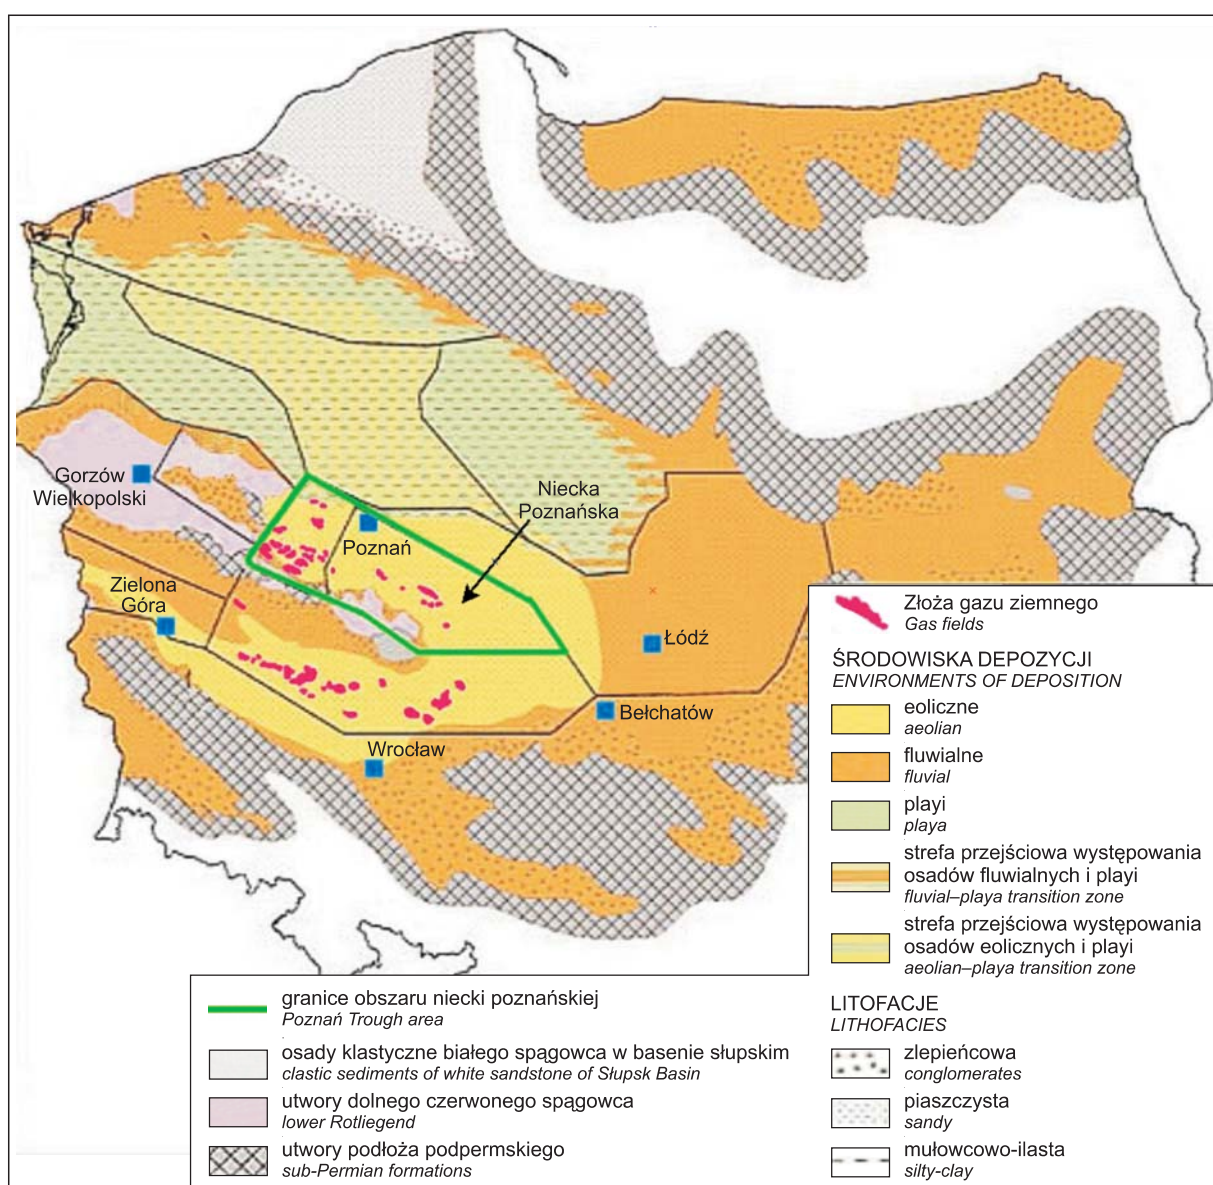 Gorzów
Wielkopolski
Niecka
Poznańska
Poznań
Zielona
Góra
Łódź
Bełchatów
Wrocław
Złoża gazu ziemnego
Gas fields
ŚRODOWISKA DEPOZYCJI
ENVIRONMENTS OF DEPOSITION
eoliczne
aeolian
fluwialne
fluvial
playi
playa
strefa przejściowa występowania
osadów fluwialnych i playi
fluvial–playa transition zone
strefa przejściowa występowania
osadów eolicznych i playi
aeolian–playa transition zone
granice obszaru niecki poznańskiej
Poznań Trough area
osady klastyczne białego spągowca w basenie słupskim
clastic sediments of white sandstone of Słupsk Basin
utwory dolnego czerwonego spągowca
lower Rotliegend
utwory podłoża podpermskiego
sub-Permian formations
LITOFACJE
LITHOFACIES
zlepieńcowa
conglomerates
piaszczysta
sandy
mułowcowo-ilasta
silty-clay